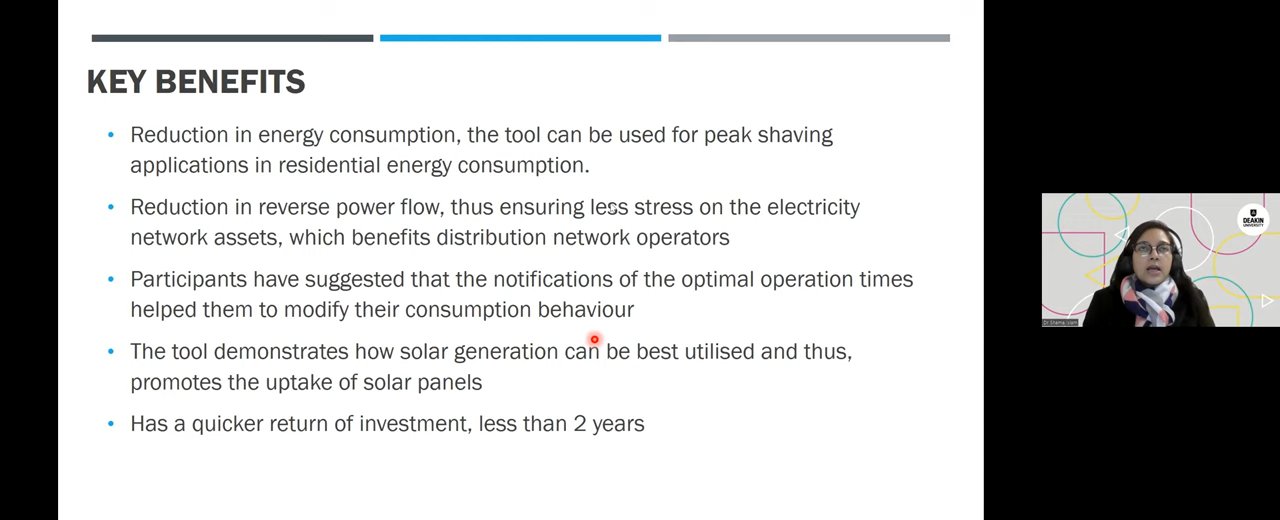 KEY BENEFITS
• Reduction in energy consumption, the tool can be used for peak shaving
applications in residential energy consumption.
• Reduction in reverse power flow, thus ensuring less stress on the electricity
network assets, which benefits distribution network operators
• Participants have suggested that the notifications of the optimal operation times
helped them to modify their consumption behaviour
• The tool demonstrates how solar generation can be best utilised and thus,
promotes the uptake of solar panels
• Has a quicker return of investment, less than 2 years
DEAKIN
UNIVERSITY